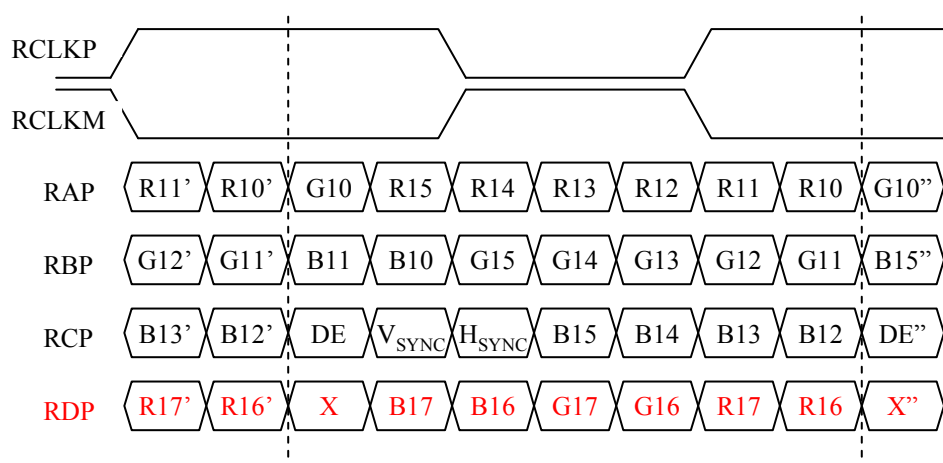 RCLKP
RCLKM
RAP R11’ R10’ G10 R15 R14 R13 R12 R11 R10 G10”
RBP G12’ G11’ B11 B10 G15 G14 G13 G12 G11 B15”
RCP B13’ B12’ DE VSYNC HSYNC B15 B14 B13 B12 DE”
RDP R17’ R16’ X B17 B16 G17 G16 R17 R16 X”